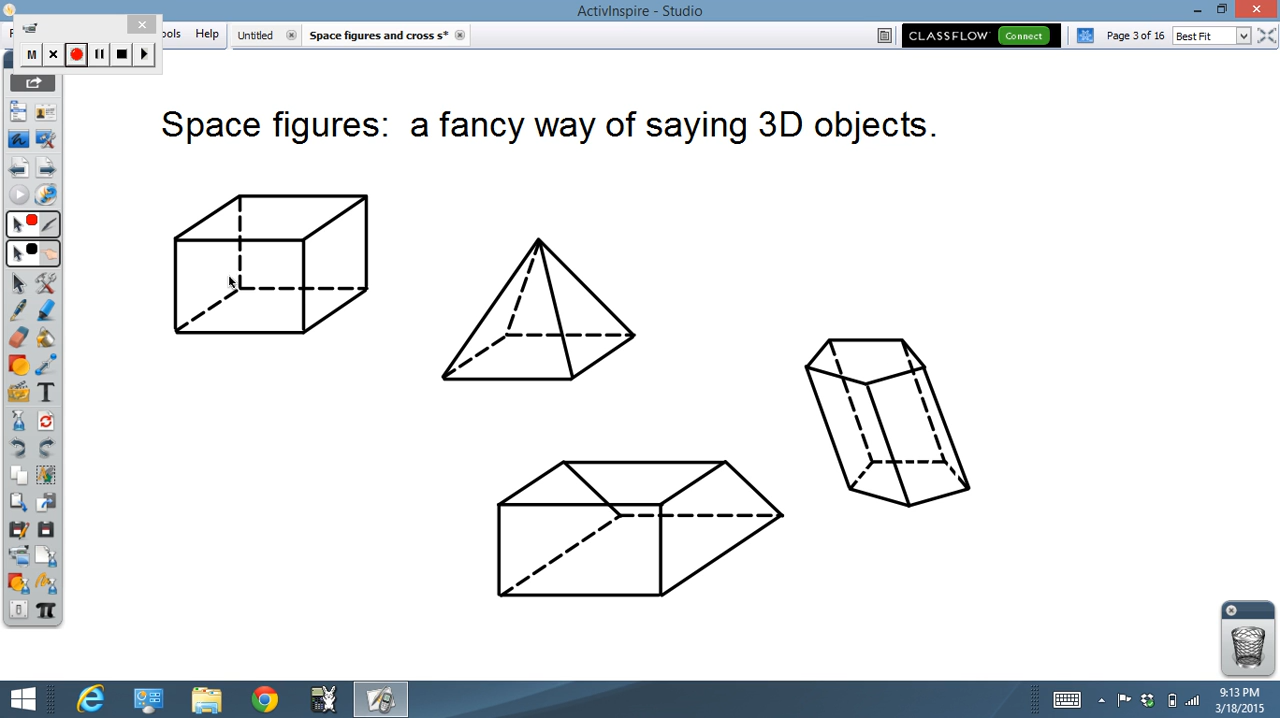 ActivInspire - Studio
ols Help
Untitled
Space figures and cross s*
CLASSFLOW
Connect
Page 3 of 16
Best Fit
M
Space figures: a fancy way of saying 3D objects.
T
9:13 PM
3/18/2015